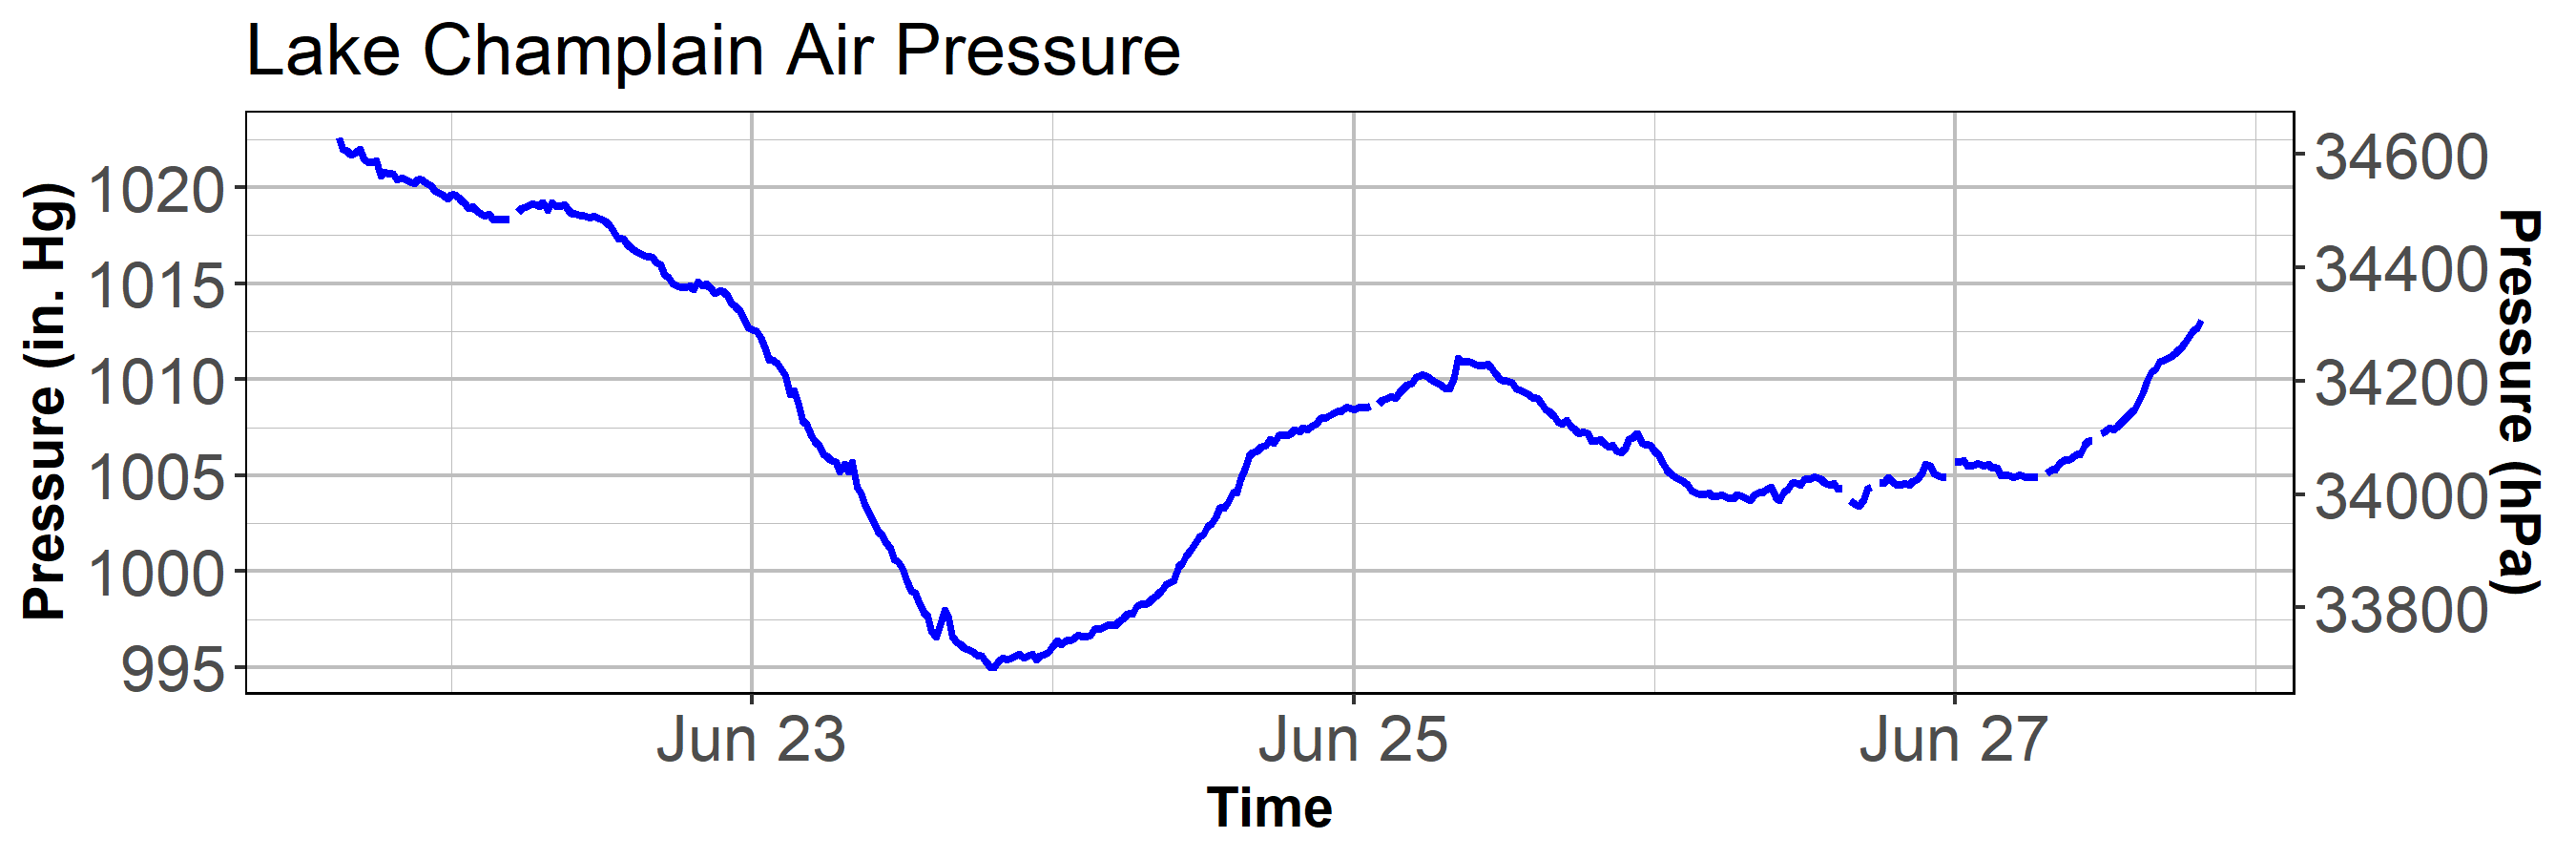 Lake Champlain Air Pressure
Pressure (in. Hg)
1020
1015
1010
1005
1000
995
34600
34400
34200
34000
33800
Pressure (hPa)
Jun 23
Jun 25
Jun 27
Time